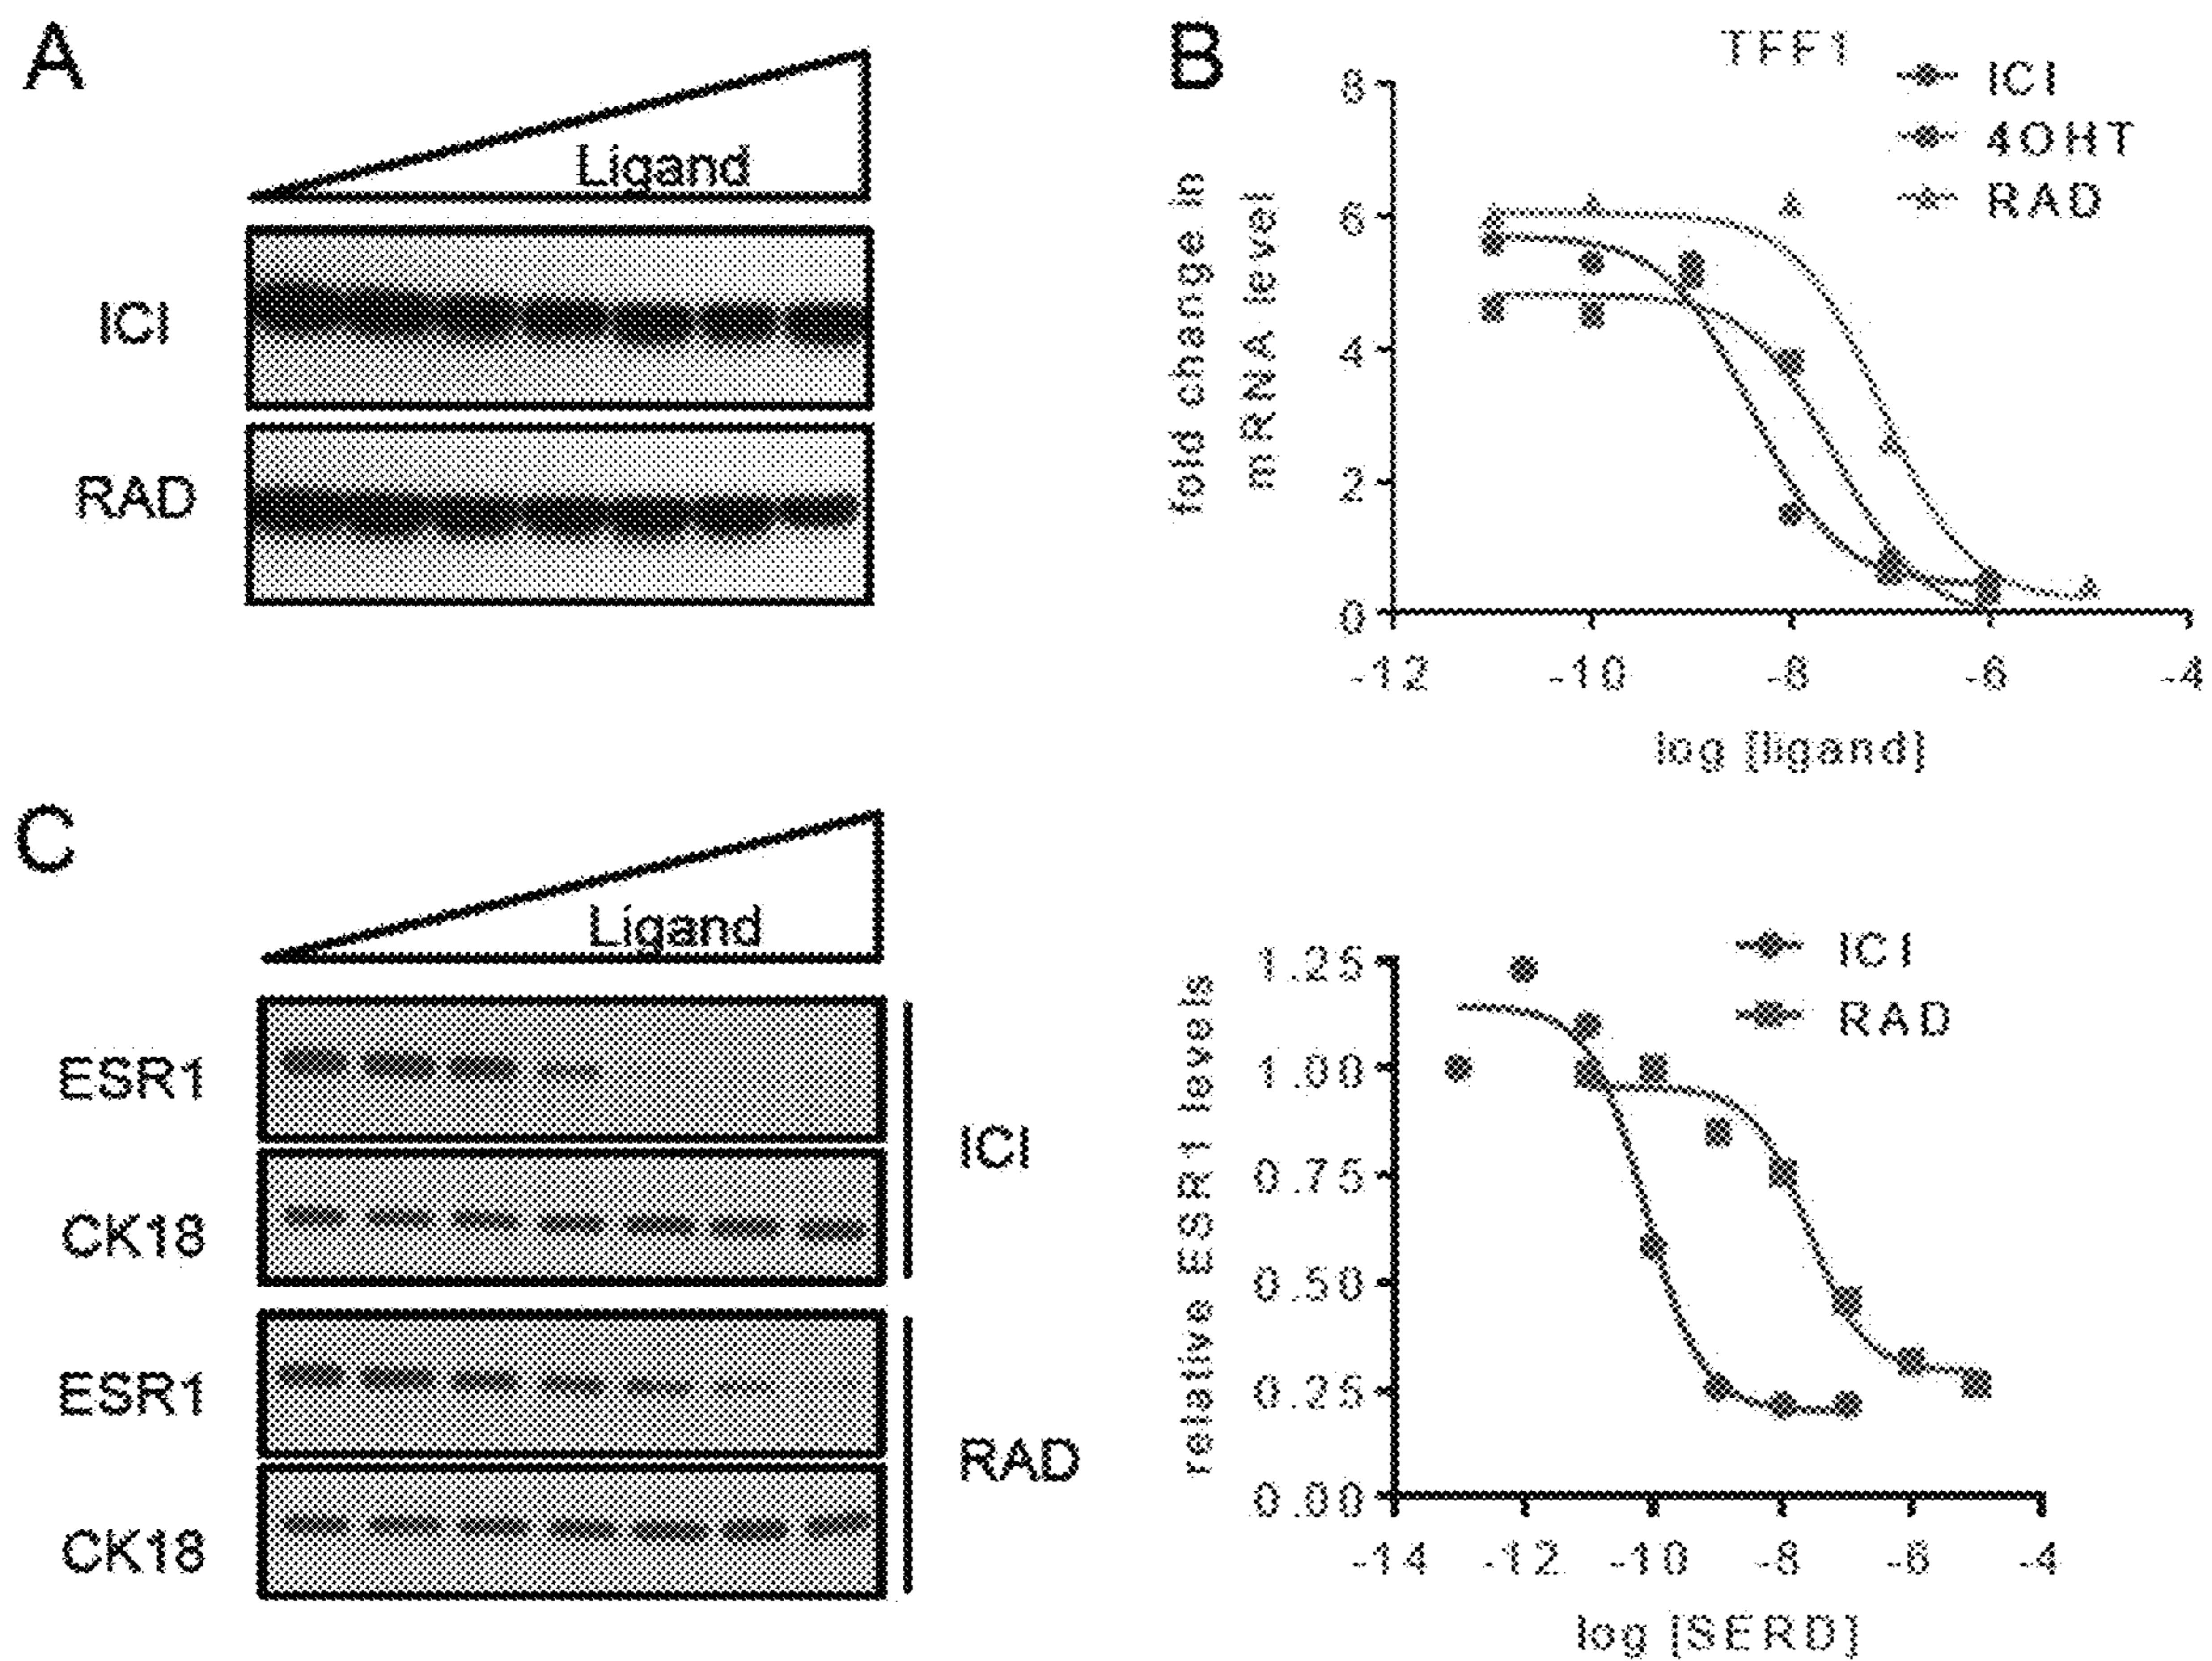 A
Ligand
ICI
RAD
B
TFF1
ICI
4OHT
RAD
fold change in
mRNA level
8
6
4
2
0
-12 -10 -8 -6 -4
log [ligand]
C
Ligand
ESR1
CK18
ICI
ESR1
CK18
RAD
ICI
RAD
relative ESR1 levels
1.25
1.00
0.75
0.50
0.25
0.00
-14 -12 -10 -8 -6 -4
log [SERD]